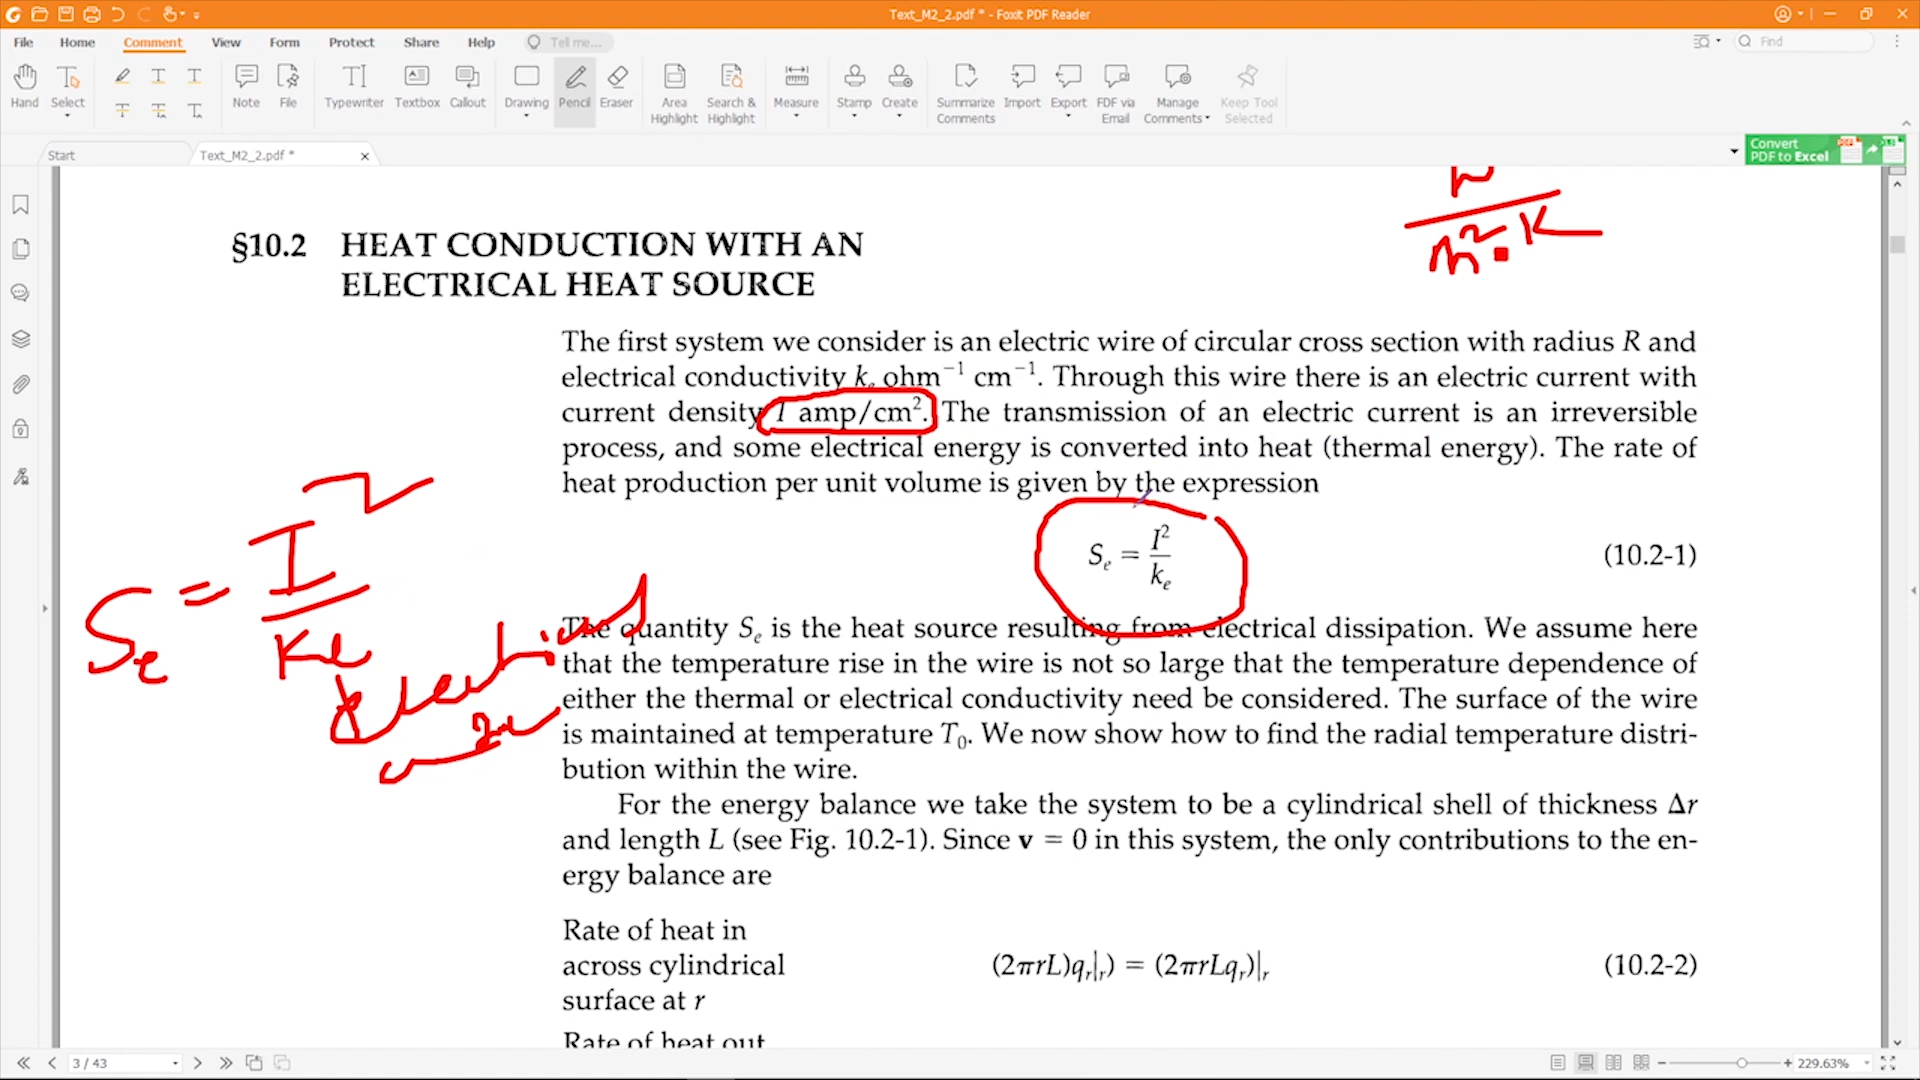 Text_M2_2.pdf * - Foxit PDF Reader
File Home Comment View Form Protect Share Help Tell me... Find
Hand Select Note File Typewriter Textbox Callout Drawing Pencil Eraser Area Highlight Search & Highlight Measure Stamp Create Summarize Comments Import Export FDF via Email Manage Comments Keep Tool Selected
Start Text_M2_2.pdf * Convert PDF to Excel
m² · K
§10.2 HEAT CONDUCTION WITH AN
ELECTRICAL HEAT SOURCE
The first system we consider is an electric wire of circular cross section with radius R and
electrical conductivity kₑ ohm⁻¹ cm⁻¹. Through this wire there is an electric current with
current density I amp/cm². The transmission of an electric current is an irreversible
process, and some electrical energy is converted into heat (thermal energy). The rate of
heat production per unit volume is given by the expression
Sₑ = I²/kₑ (10.2-1)
Se = I²/Ke
electrical
The quantity Sₑ is the heat source resulting from electrical dissipation. We assume here
that the temperature rise in the wire is not so large that the temperature dependence of
either the thermal or electrical conductivity need be considered. The surface of the wire
is maintained at temperature T₀. We now show how to find the radial temperature distri-
bution within the wire.
For the energy balance we take the system to be a cylindrical shell of thickness Δr
and length L (see Fig. 10.2-1). Since v = 0 in this system, the only contributions to the en-
ergy balance are
Rate of heat in
across cylindrical (2πrL)qᵣ|ᵣ) = (2πrLqᵣ)|ᵣ (10.2-2)
surface at r
Rate of heat out
3 / 43 229.63%